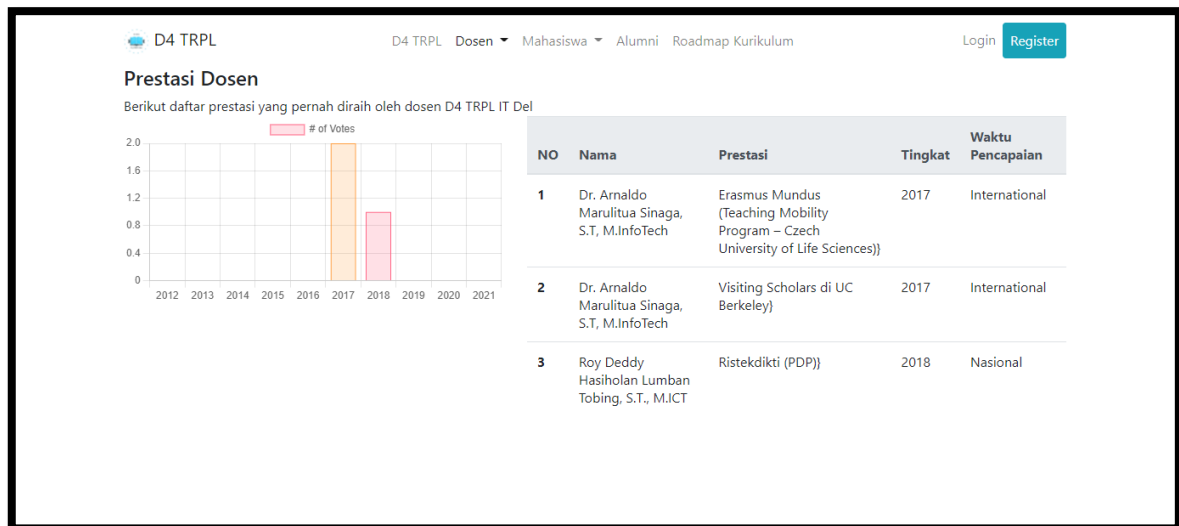 D4 TRPL
D4 TRPL Dosen Mahasiswa Alumni Roadmap Kurikulum
Login Register
Prestasi Dosen
Berikut daftar prestasi yang pernah diraih oleh dosen D4 TRPL IT Del
# of Votes
2.0
1.6
1.2
0.8
0.4
0
2012 2013 2014 2015 2016 2017 2018 2019 2020 2021
NO Nama Prestasi Tingkat Waktu
Pencapaian
1 Dr. Arnaldo Erasmus Mundus 2017 International
Marulitua Sinaga, (Teaching Mobility
S.T, M.InfoTech Program – Czech
University of Life Sciences)}
2 Dr. Arnaldo Visiting Scholars di UC 2017 International
Marulitua Sinaga, Berkeley}
S.T, M.InfoTech
3 Roy Deddy Ristekdikti (PDP)} 2018 Nasional
Hasiholan Lumban
Tobing, S.T., M.ICT